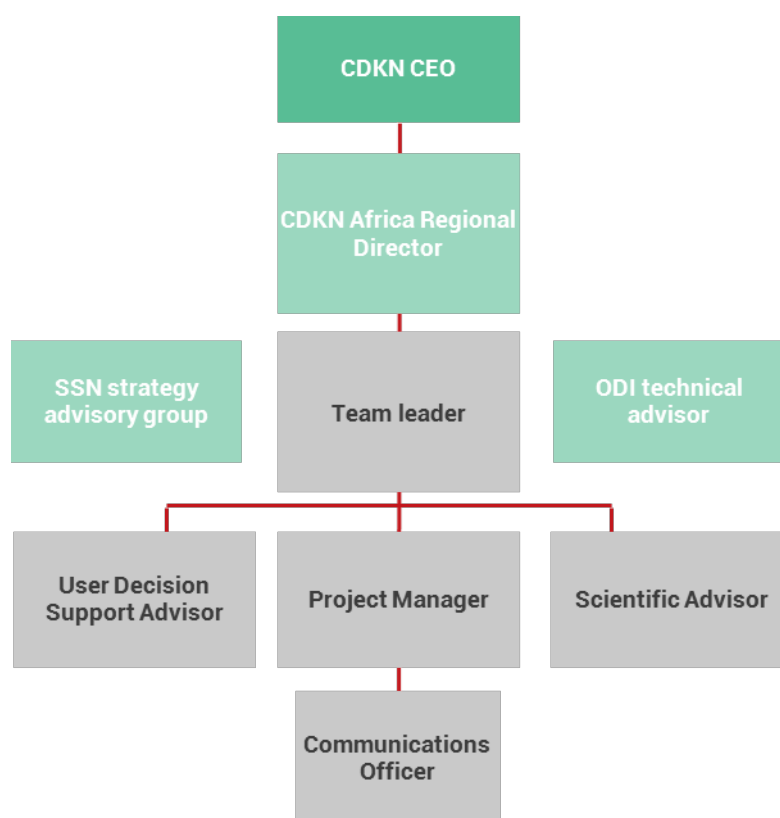 CDKN CEO
CDKN Africa Regional
Director
SSN strategy
advisory group
Team leader
ODI technical
advisor
User Decision
Support Advisor
Project Manager
Scientific Advisor
Communications
Officer